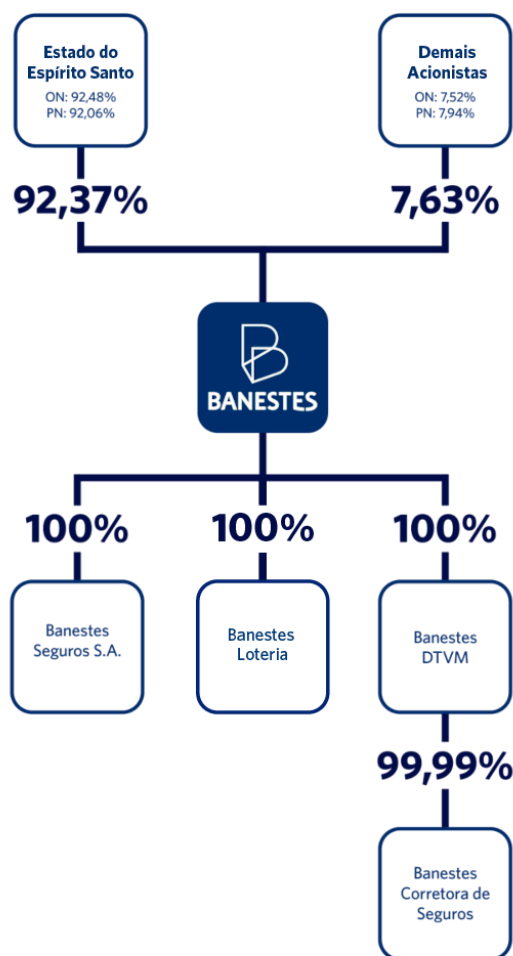 Estado do
Espírito Santo
ON: 92,48%
PN: 92,06%
Demais
Acionistas
ON: 7,52%
PN: 7,94%
92,37%
7,63%
BANESTES
100%
100%
100%
Banestes
Seguros S.A.
Banestes
Loteria
Banestes
DTVM
99,99%
Banestes
Corretora de
Seguros